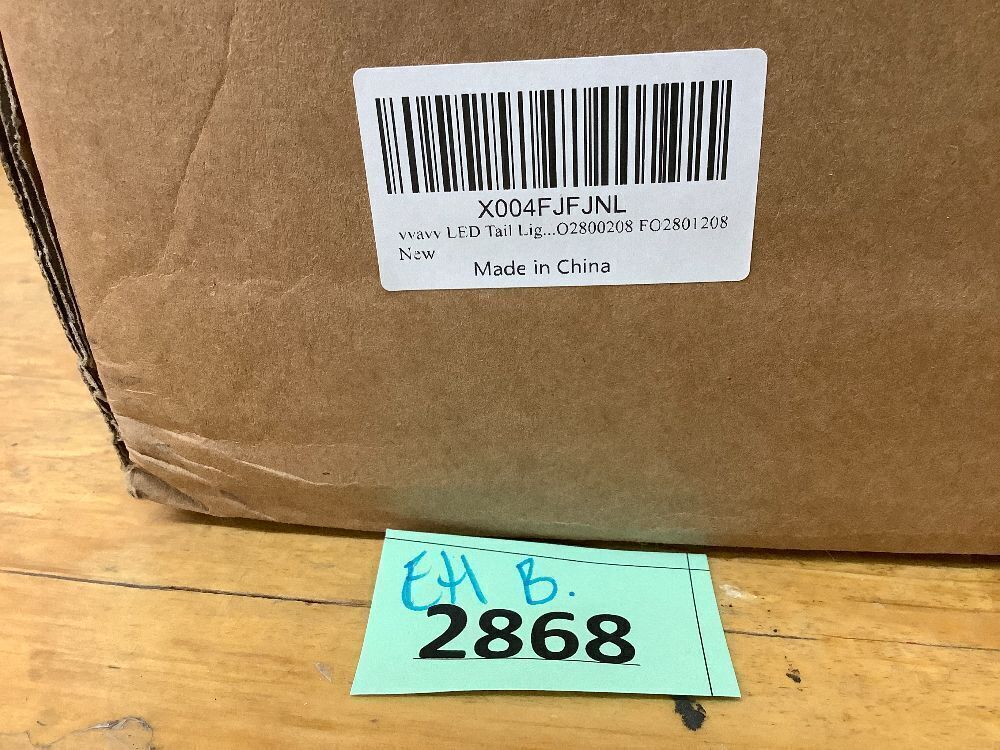 X004FJFJNL
vvavv LED Tail Lig...O2800208 FO2801208
New
Made in China
EH B.
2868